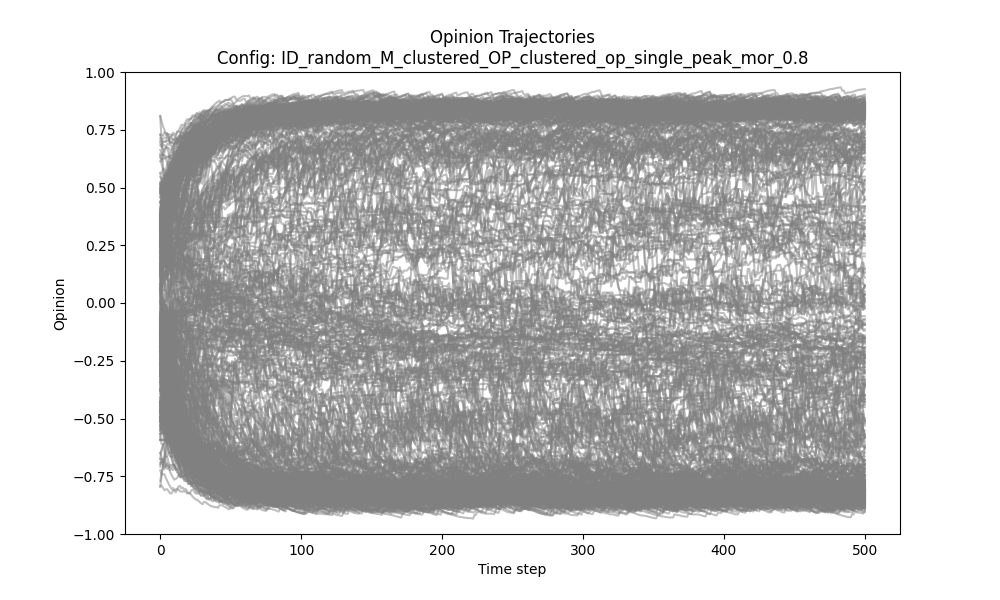 Opinion Trajectories
Config: ID_random_M_clustered_OP_clustered_op_single_peak_mor_0.8
1.00
0.75
0.50
0.25
0.00
−0.25
−0.50
−0.75
−1.00
Opinion
0 100 200 300 400 500
Time step